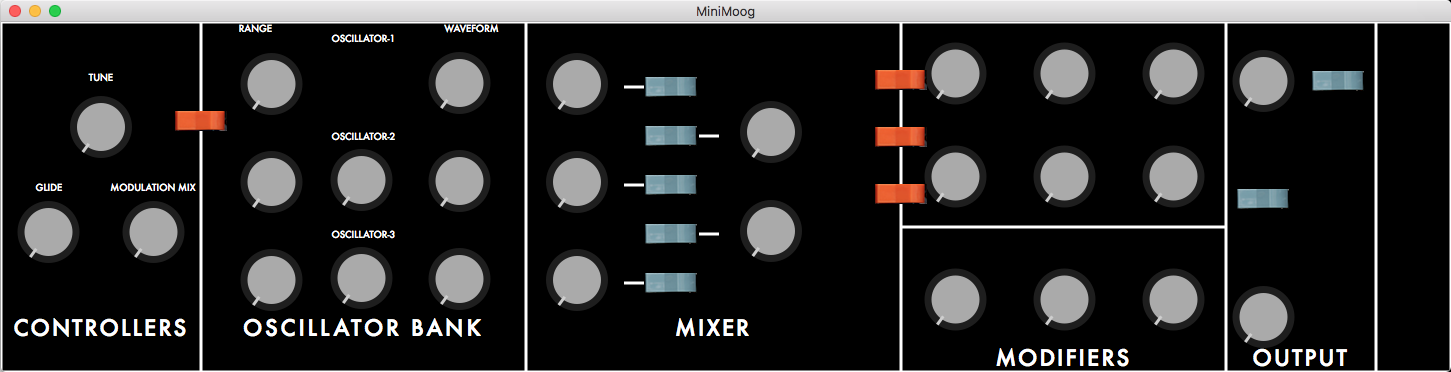 MiniMoog
RANGE
OSCILLATOR-1
WAVEFORM
TUNE
OSCILLATOR-2
GLIDE
MODULATION MIX
OSCILLATOR-3
CONTROLLERS
OSCILLATOR BANK
MIXER
MODIFIERS
OUTPUT